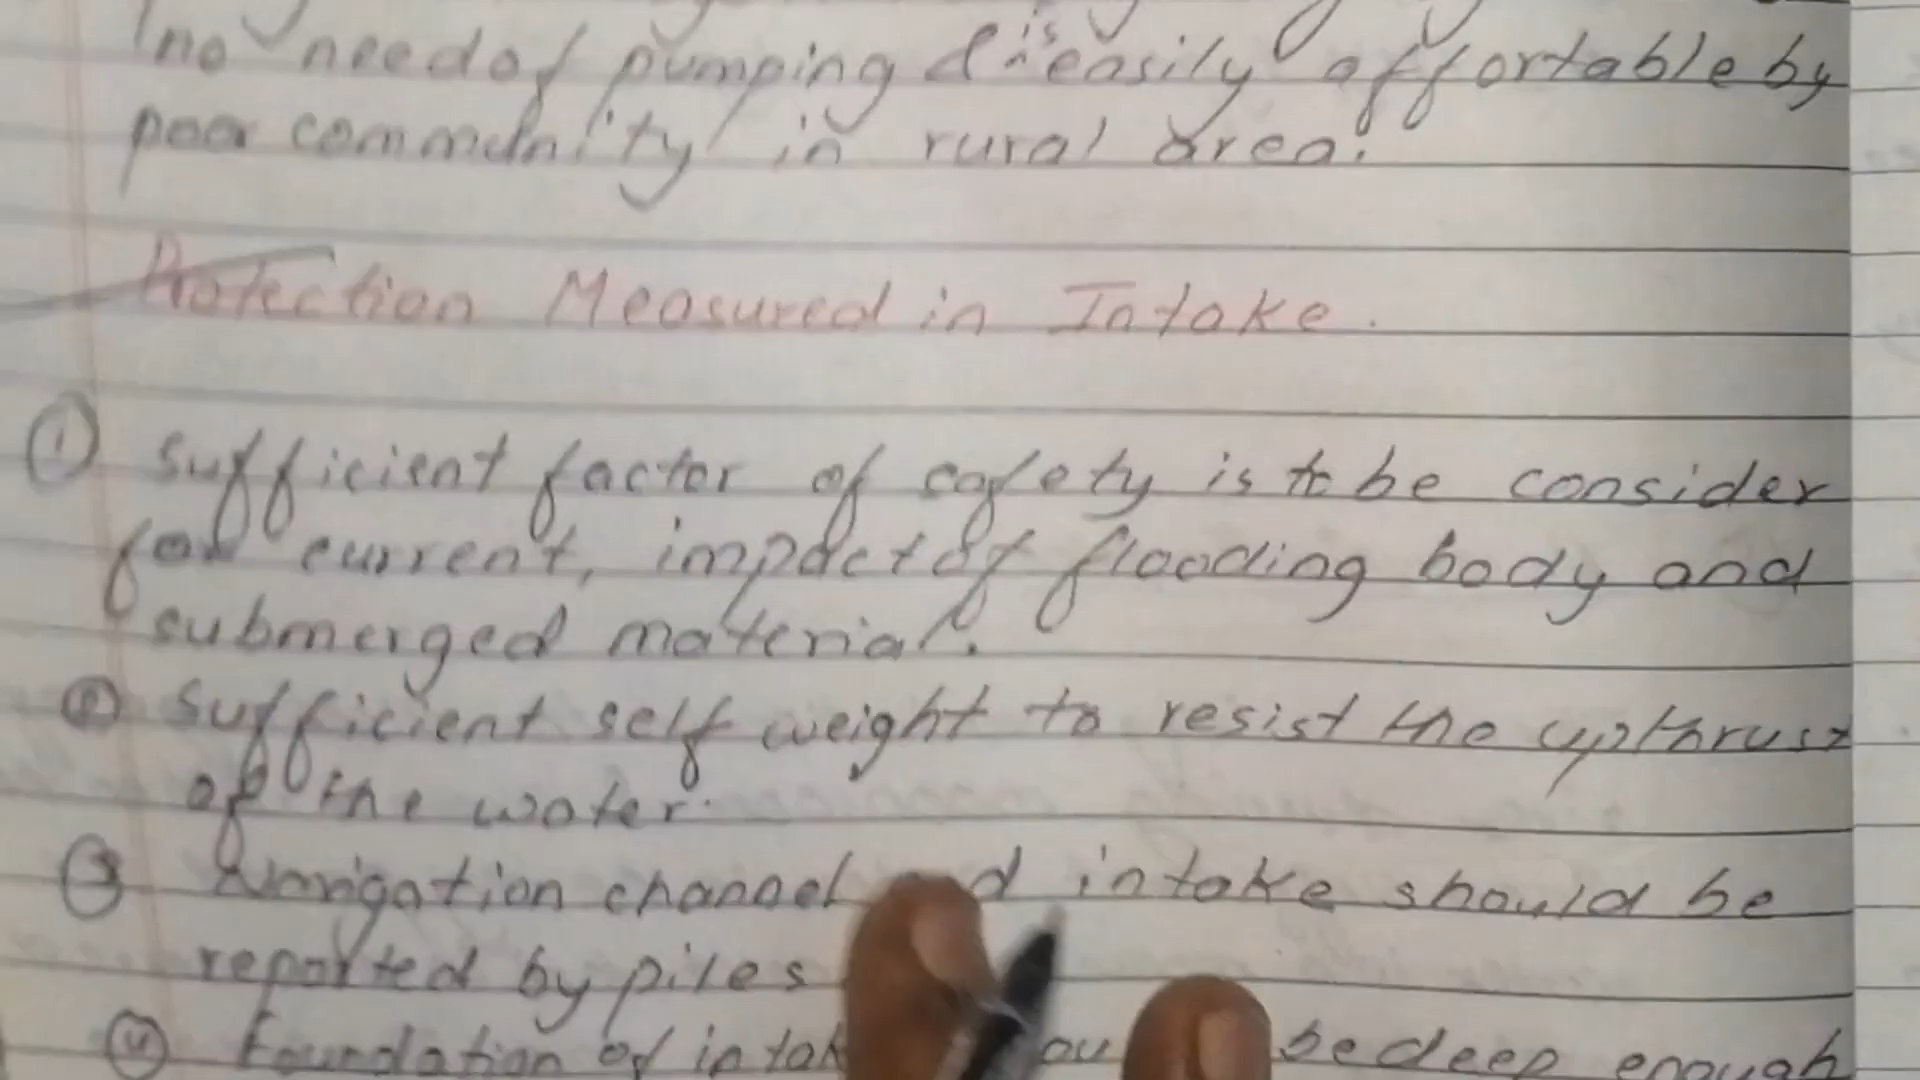 no need of pumping & is easily affortable by
poor community in rural area.
Protection Measured in Intake.
① sufficient factor of safety is to be consider
for current, impact of flooding body and
submerged material.
② sufficient self weight to resist the upthrust
of the water.
③ Navigation channel and intake should be
reported by piles
④ Foundation of be deep enough